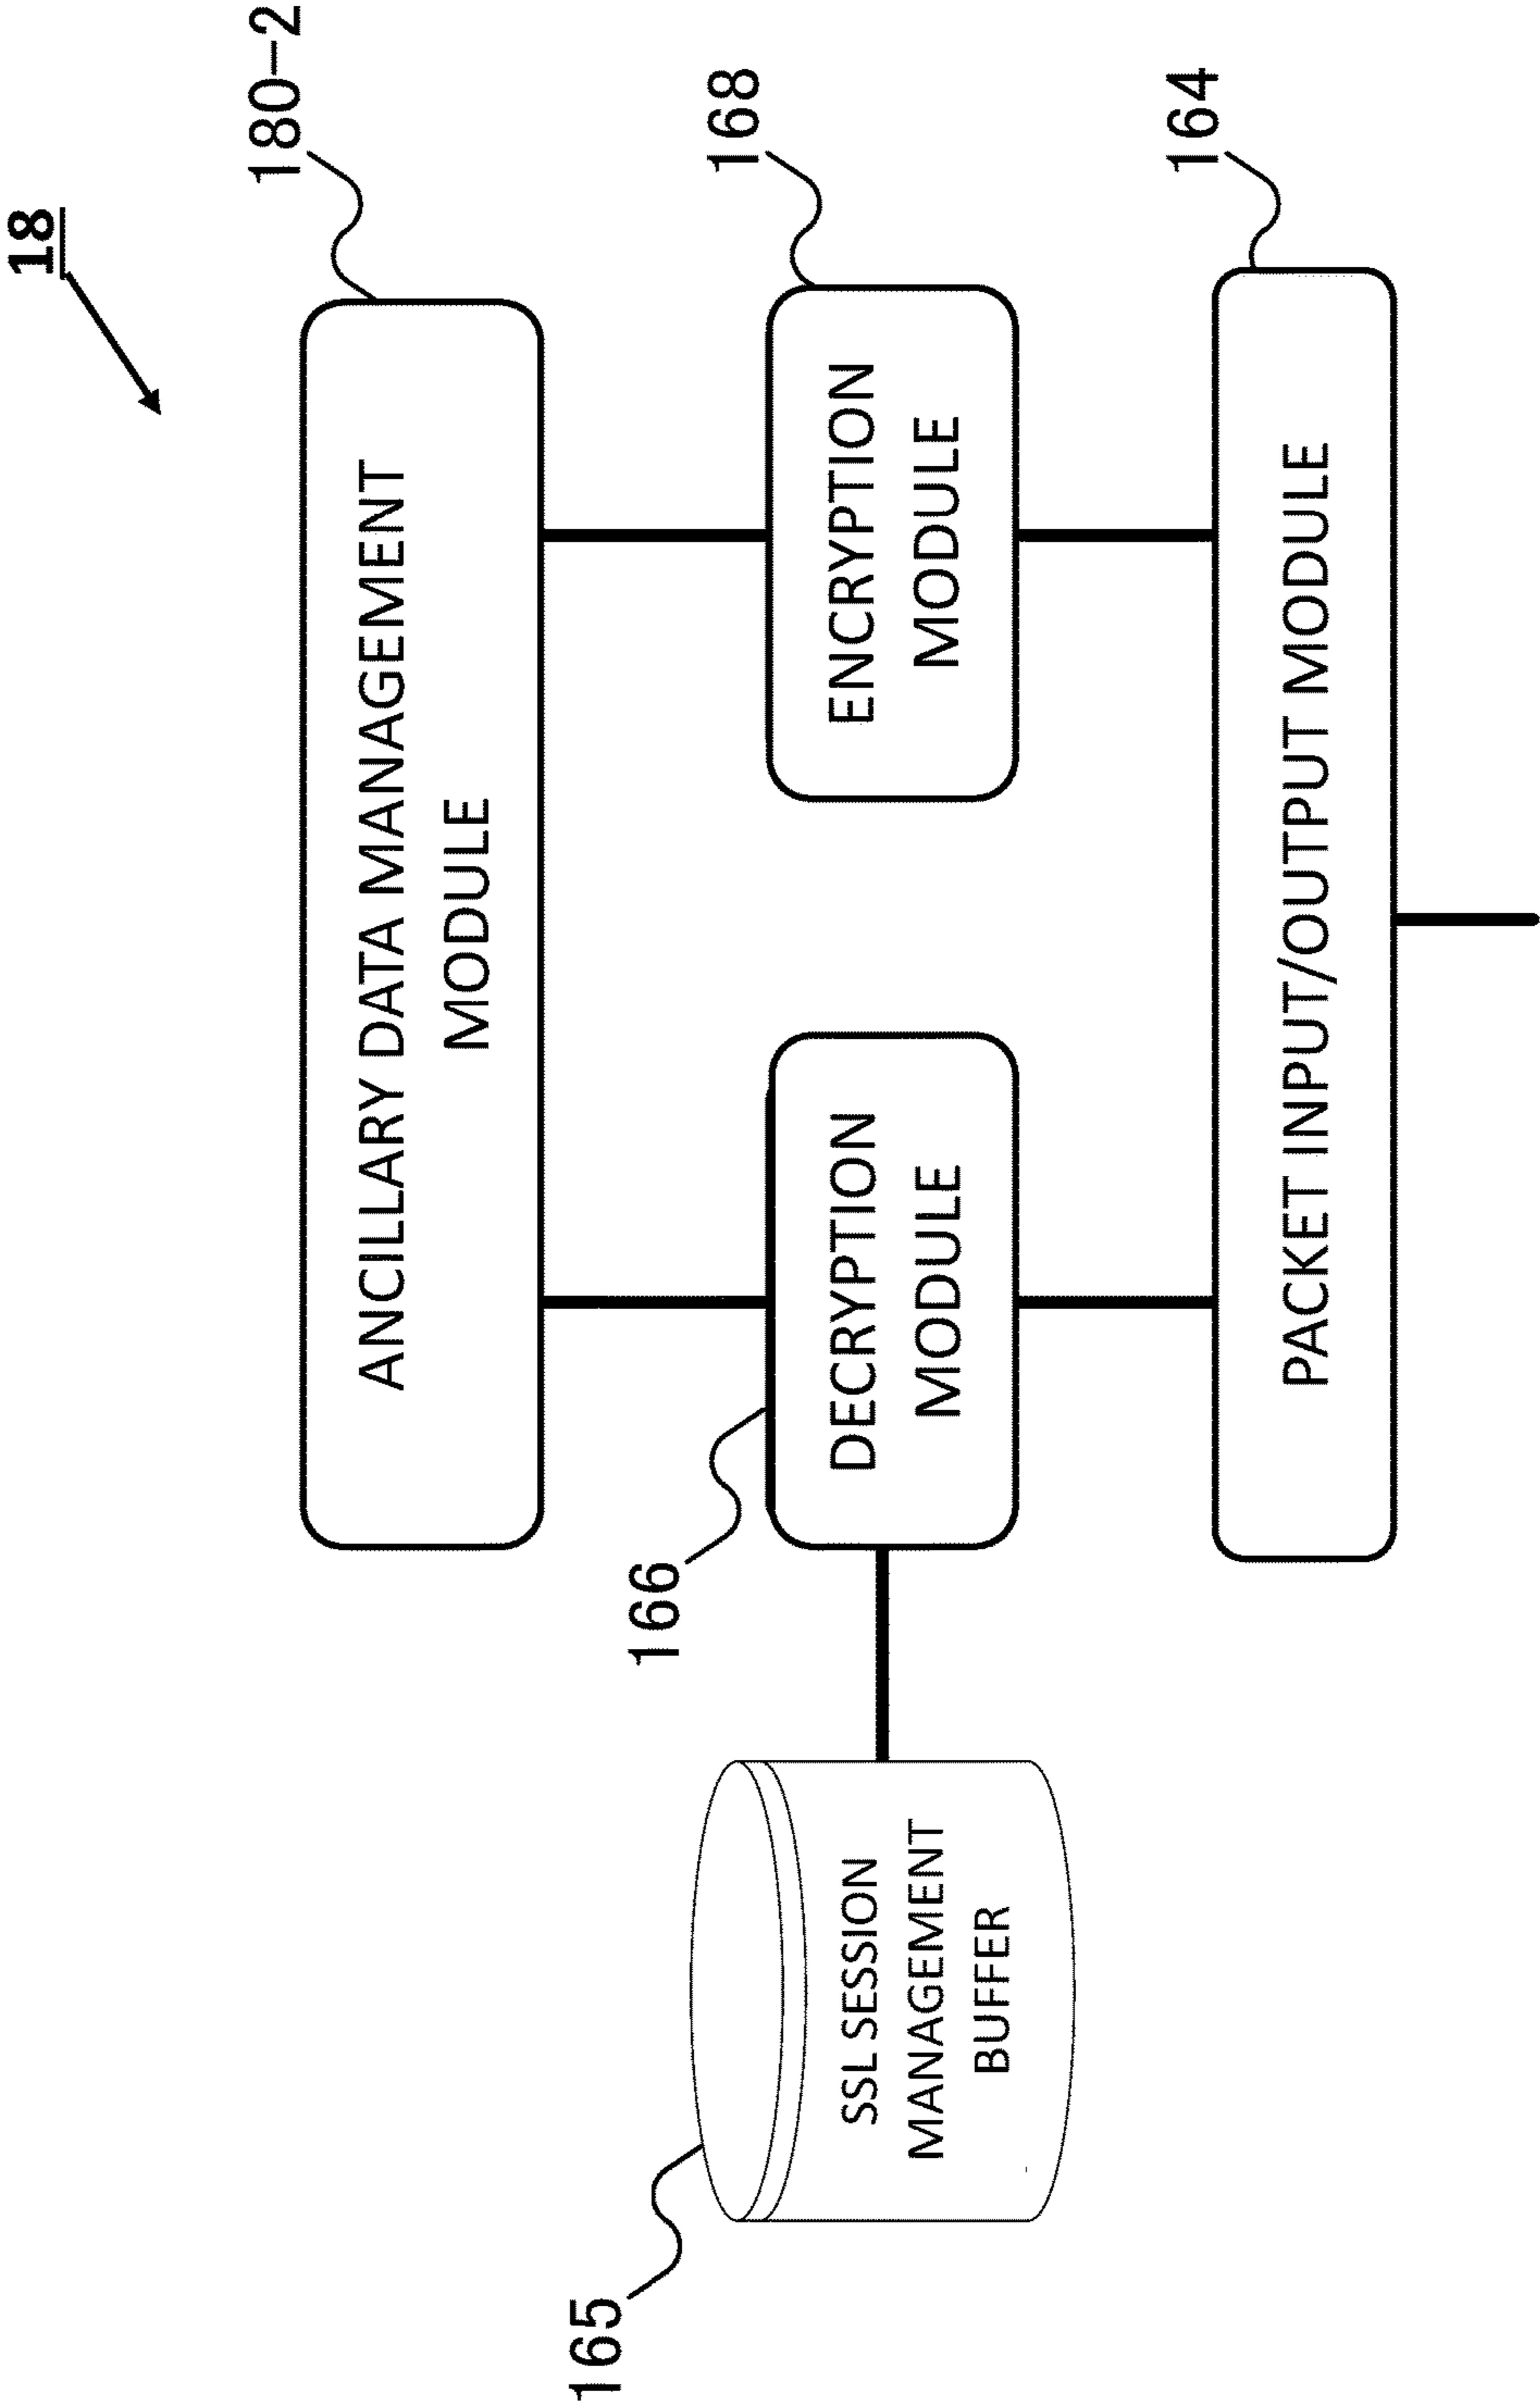 18
180-2
ANCILLARY DATA MANAGEMENT
MODULE
166
168
165
SSL SESSION
MANAGEMENT
BUFFER
DECRYPTION
MODULE
ENCRYPTION
MODULE
164
PACKET INPUT/OUTPUT MODULE